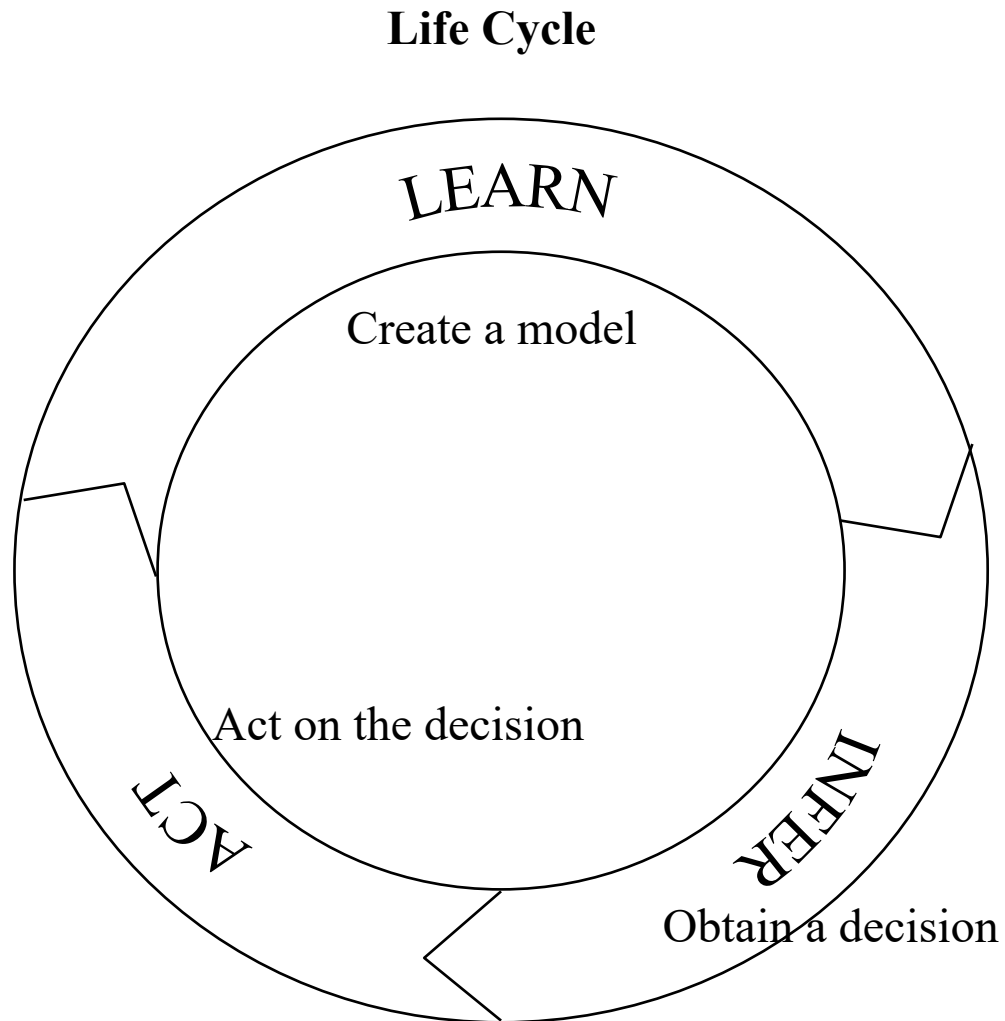 Life Cycle
LEARN
Create a model
Act on the decision
ACT
INFER
Obtain a decision